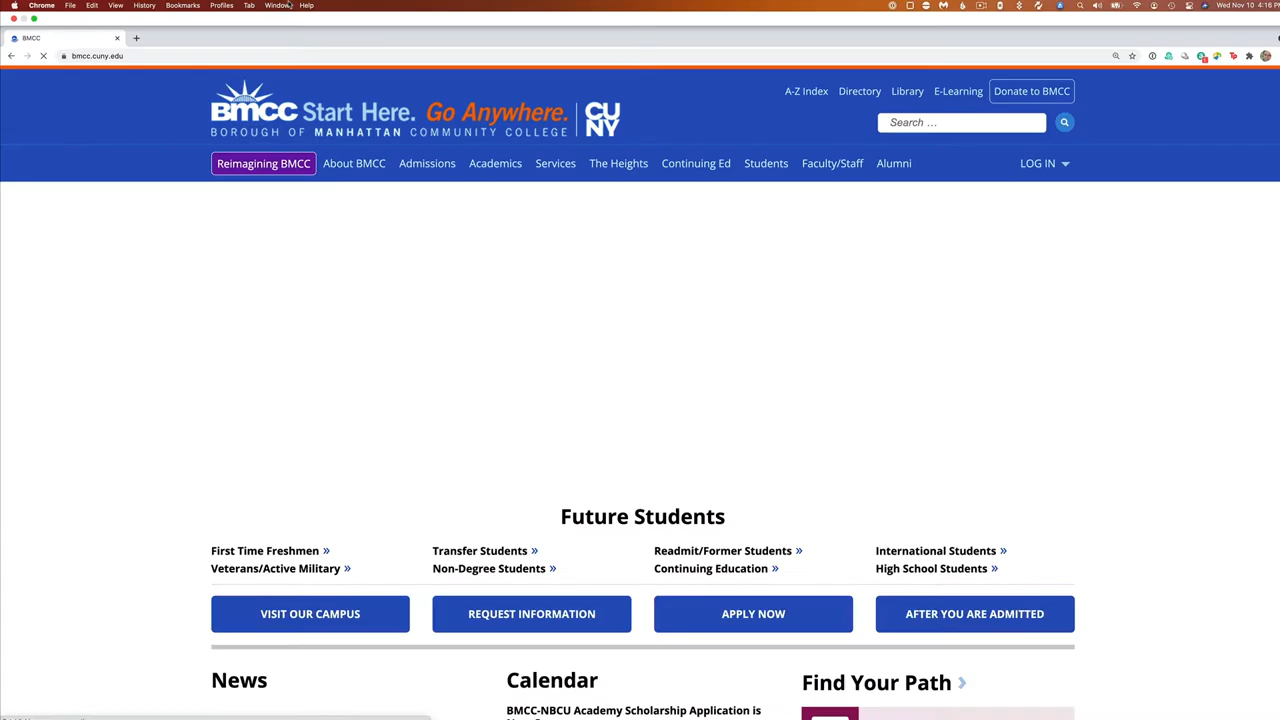 Chrome File Edit View History Bookmarks Profiles Tab Window Help Wed Nov 10 4:16
BMCC
bmcc.cuny.edu
A-Z Index Directory Library E-Learning Donate to BMCC
BMCC Start Here. Go Anywhere. CUNY
BOROUGH OF MANHATTAN COMMUNITY COLLEGE
Search …
Reimagining BMCC About BMCC Admissions Academics Services The Heights Continuing Ed Students Faculty/Staff Alumni LOG IN
Future Students
First Time Freshmen » Transfer Students » Readmit/Former Students » International Students »
Veterans/Active Military » Non-Degree Students » Continuing Education » High School Students »
VISIT OUR CAMPUS REQUEST INFORMATION APPLY NOW AFTER YOU ARE ADMITTED
News Calendar Find Your Path
BMCC-NBCU Academy Scholarship Application is